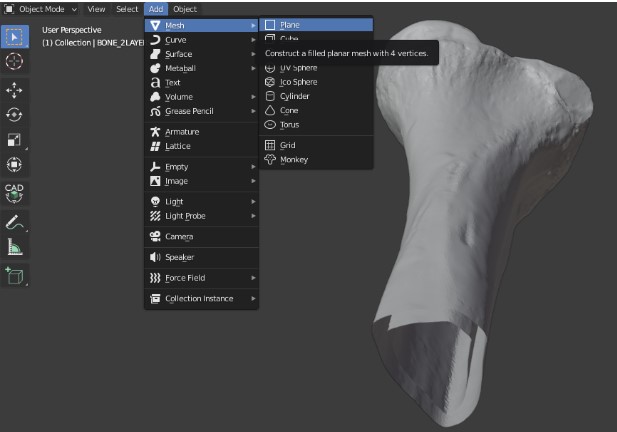 Object Mode View Select Add Object
User Perspective
(1) Collection | BONE_2LAYE
Mesh
Curve
Surface
Metaball
Text
Volume
Grease Pencil
Armature
Lattice
Empty
Image
Light
Light Probe
Camera
Speaker
Force Field
Collection Instance
Plane
Cube
Construct a filled planar mesh with 4 vertices.
UV Sphere
Ico Sphere
Cylinder
Cone
Torus
Grid
Monkey
CAD